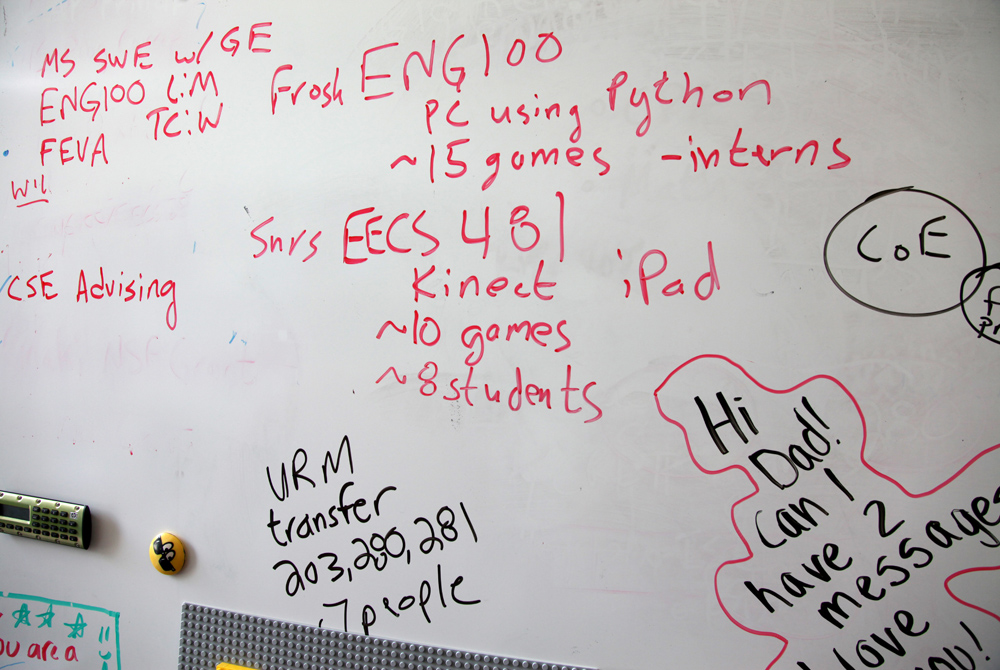 MS SWE w/ GE
ENG100 L:M
TC:W
FEVA
W11
CSE Advising
Frosh ENG100
PC using Python
~15 games -interns
Snrs EECS 481
Kinect iPad
~10 games
~8 students
CoE
URM
transfer
203,280,281
7 people
Hi
Dad!
Can I
have 2
messages
love
you are a